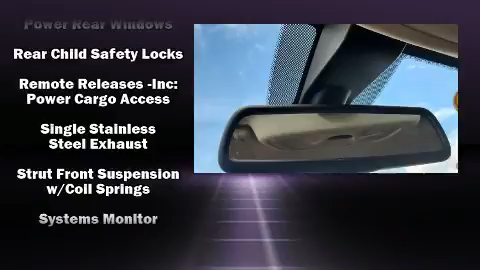 Power Rear Windows
Rear Child Safety Locks
Remote Releases -Inc:
Power Cargo Access
Single Stainless
Steel Exhaust
Strut Front Suspension
w/Coil Springs
Systems Monitor